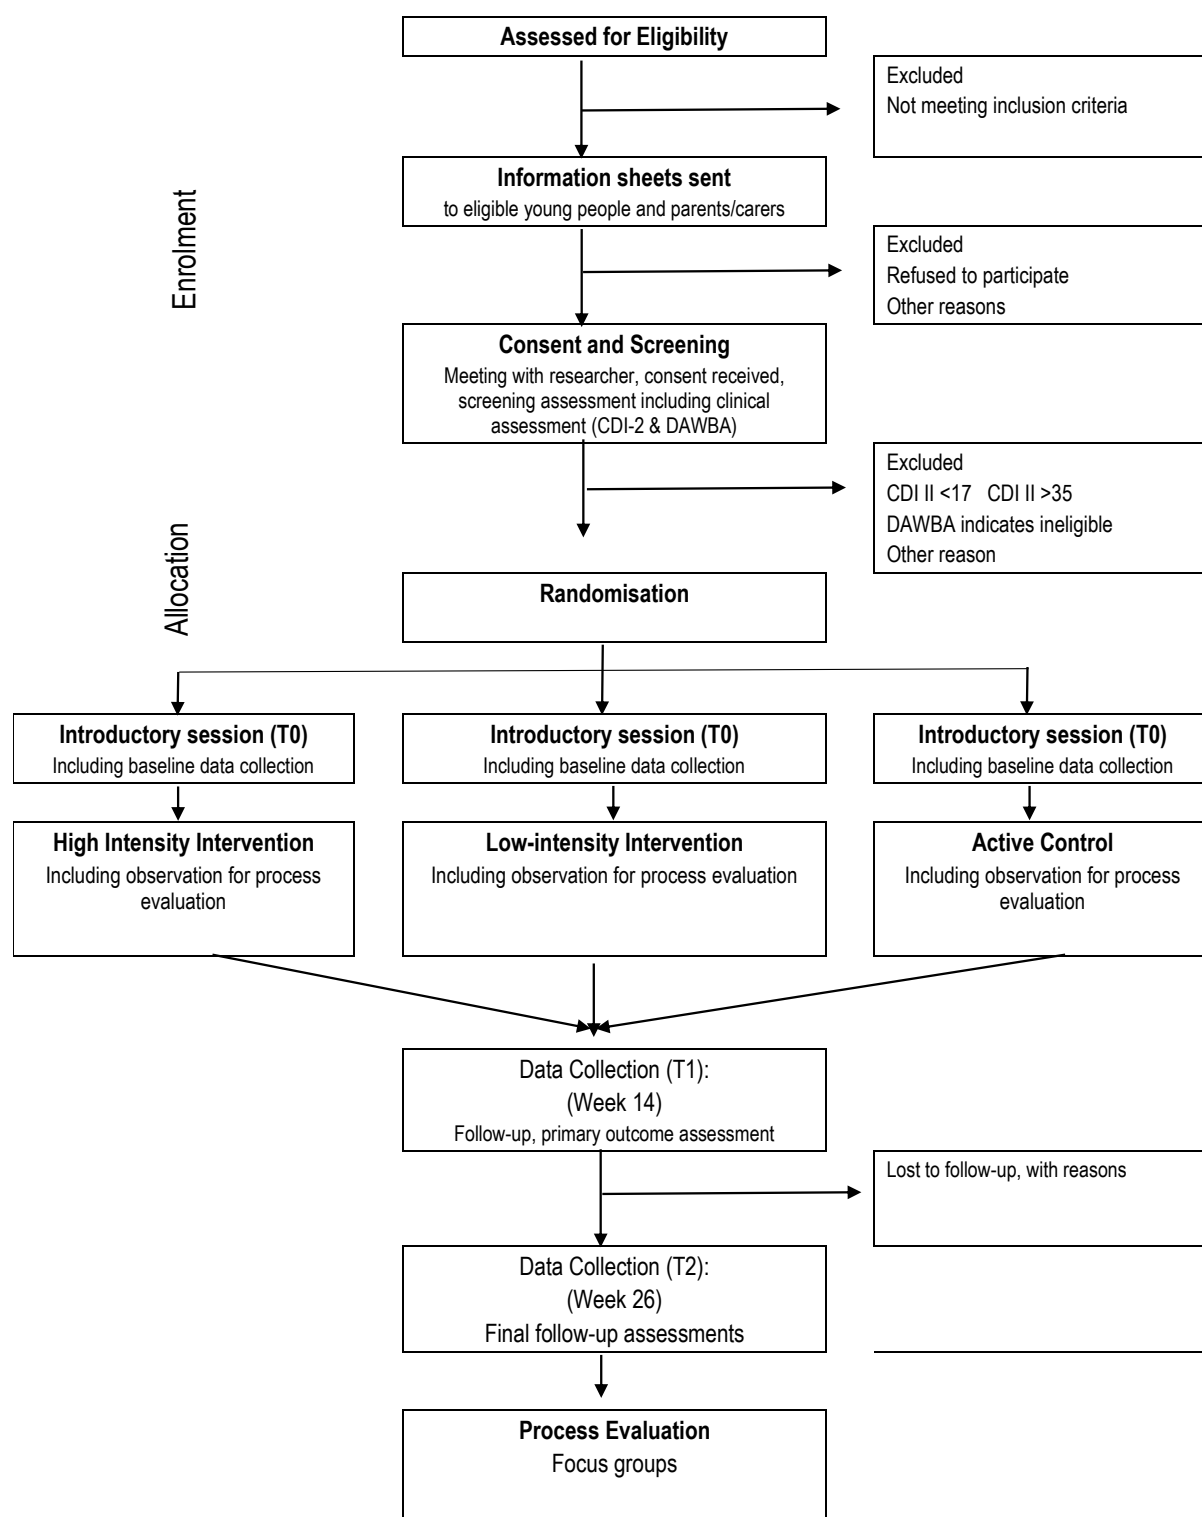 Assessed for Eligibility
Excluded
Not meeting inclusion criteria
Enrolment
Information sheets sent
to eligible young people and parents/carers
Excluded
Refused to participate
Other reasons
Consent and Screening
Meeting with researcher, consent received,
screening assessment including clinical
assessment (CDI-2 & DAWBA)
Excluded
CDI II <17 CDI II >35
DAWBA indicates ineligible
Other reason
Allocation
Randomisation
Introductory session (T0)
Including baseline data collection
Introductory session (T0)
Including baseline data collection
Introductory session (T0)
Including baseline data collection
High Intensity Intervention
Including observation for process
evaluation
Low-intensity Intervention
Including observation for process evaluation
Active Control
Including observation for process
evaluation
Data Collection (T1):
(Week 14)
Follow-up, primary outcome assessment
Lost to follow-up, with reasons
Data Collection (T2):
(Week 26)
Final follow-up assessments
Process Evaluation
Focus groups